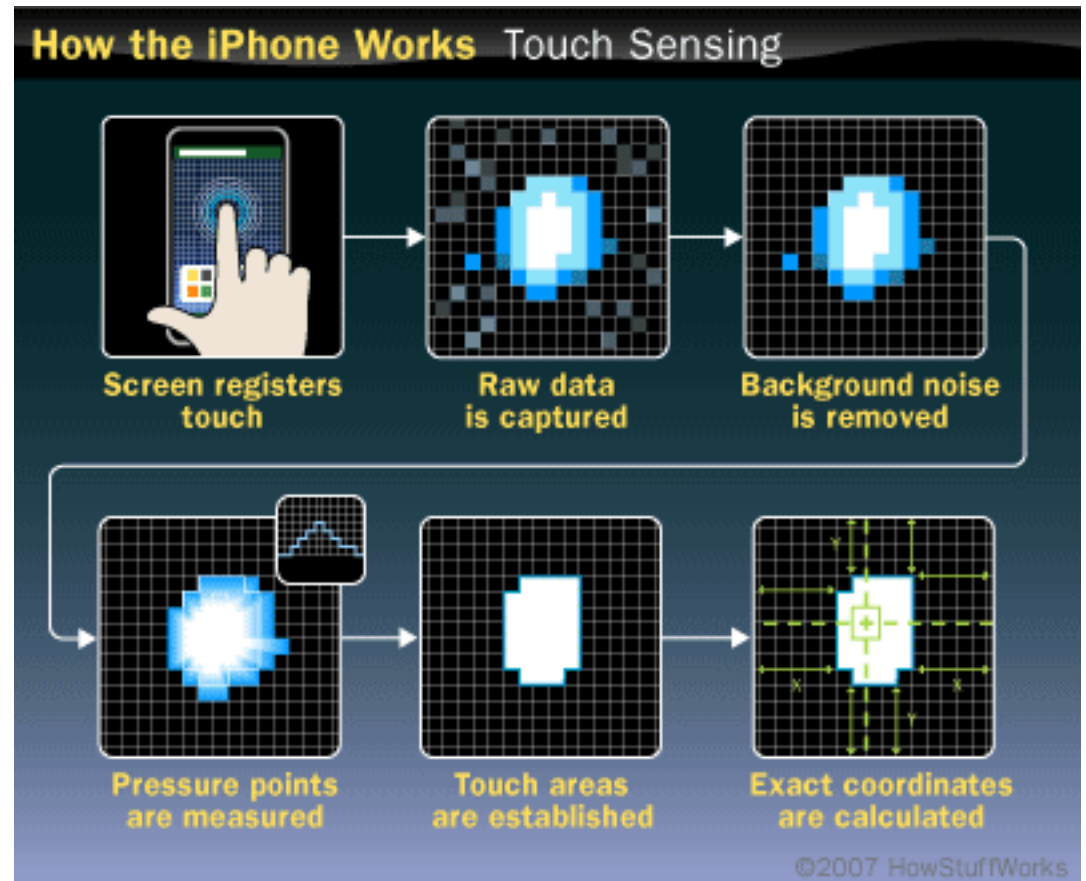 How the iPhone Works Touch Sensing
Screen registers
touch
Raw data
is captured
Background noise
is removed
Pressure points
are measured
Touch areas
are established
Exact coordinates
are calculated
Y
X
X
Y
©2007 HowStuffWorks